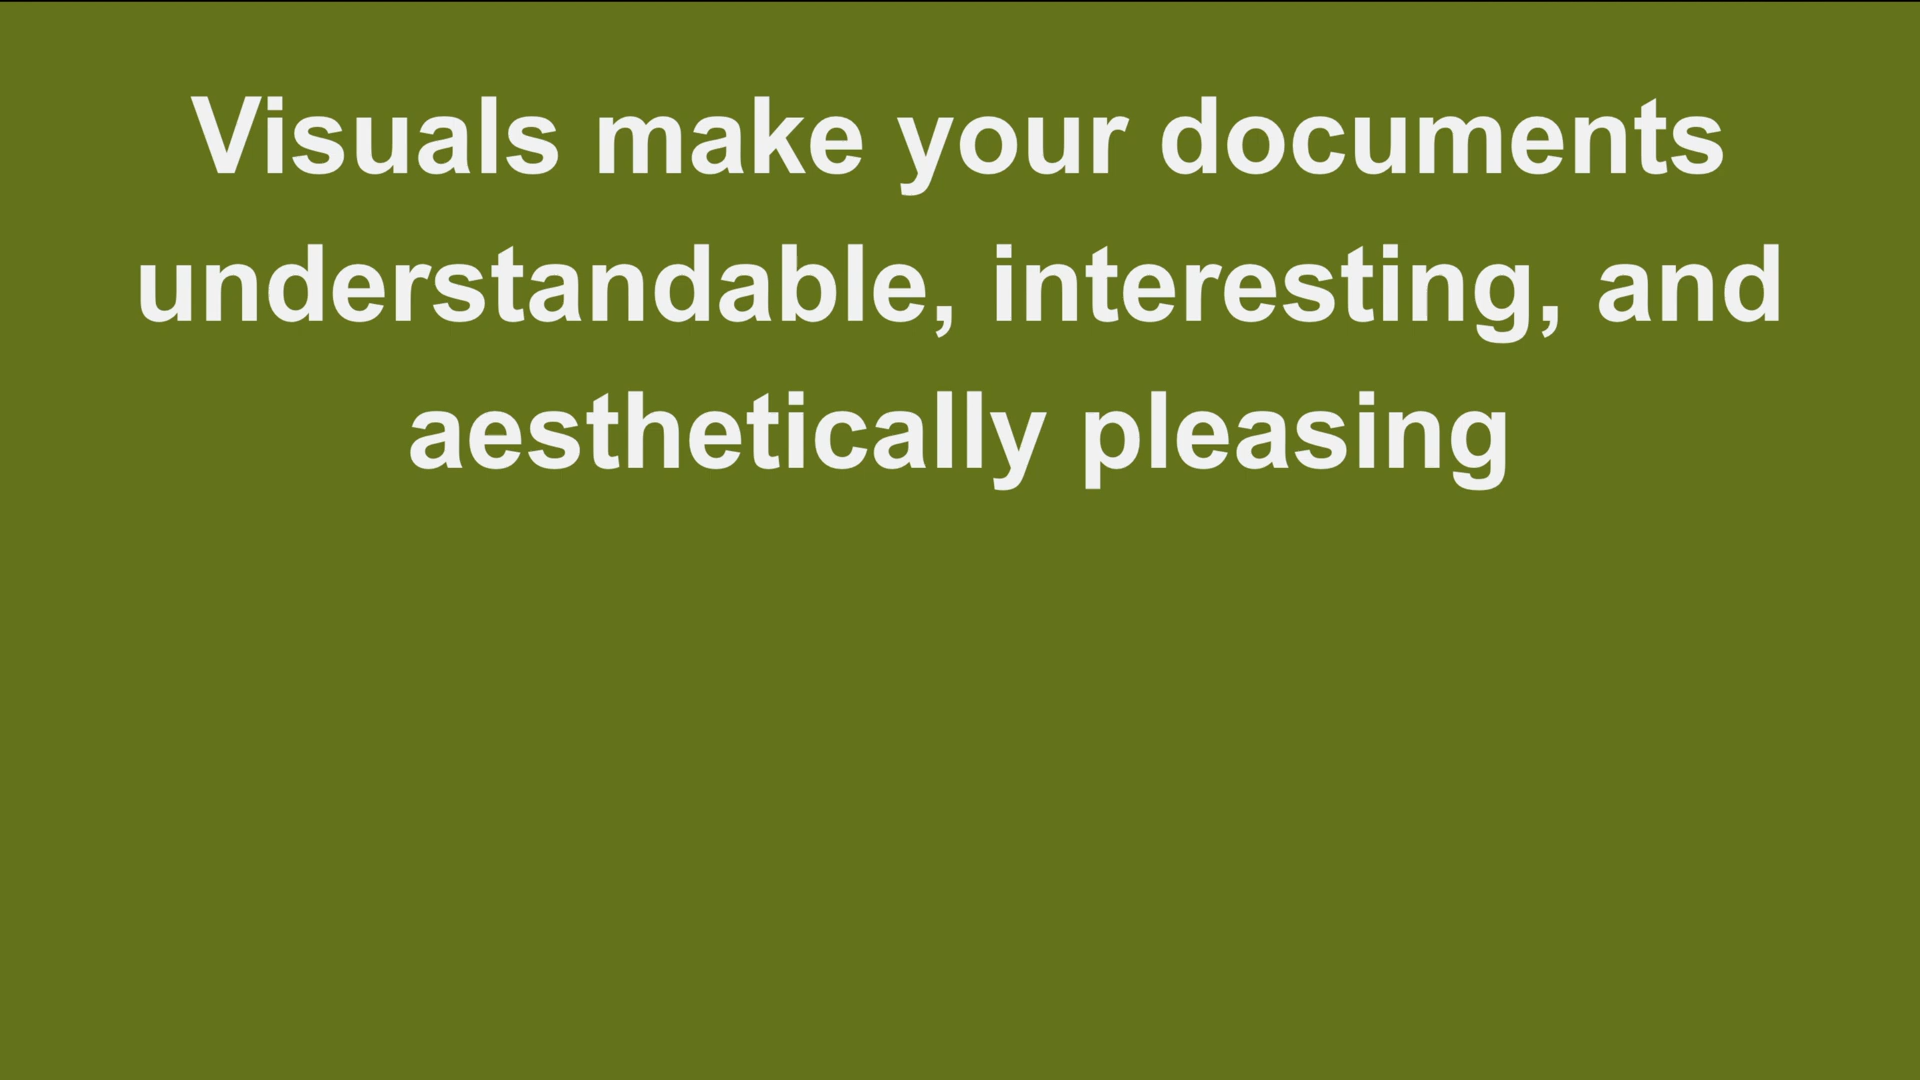 Visuals make your documents
understandable, interesting, and
aesthetically pleasing